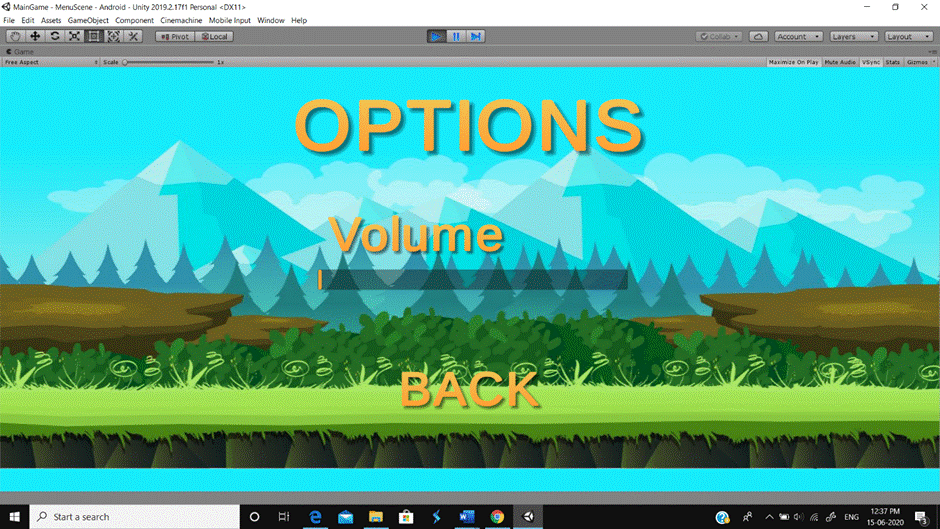 MainGame - MenuScene - Android - Unity 2019.2.17f1 Personal <DX11>
File Edit Assets GameObject Component Cinemachine Mobile Input Window Help
Pivot Local Collab Account Layers Layout
Game
Free Aspect Scale 1x Maximize On Play Mute Audio VSync Stats Gizmos
OPTIONS
Volume
BACK
Start a search
ENG
12:37 PM
15-06-2020
3